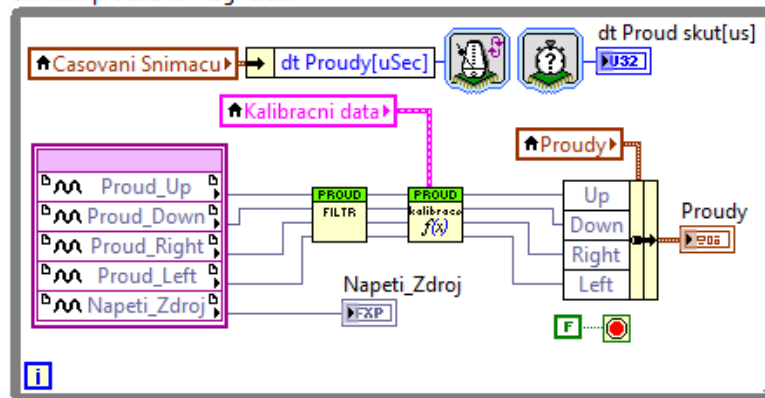 dt Proud skut[us]
Casovani Snimacu
dt Proudy[uSec]
U32
Kalibracni data
Proudy
Proud_Up
Proud_Down
Proud_Right
Proud_Left
Napeti_Zdroj
PROUD
FILTR
PROUD
kalibrace
f(x)
Up
Down
Right
Left
Proudy
Napeti_Zdroj
FXP
F
i